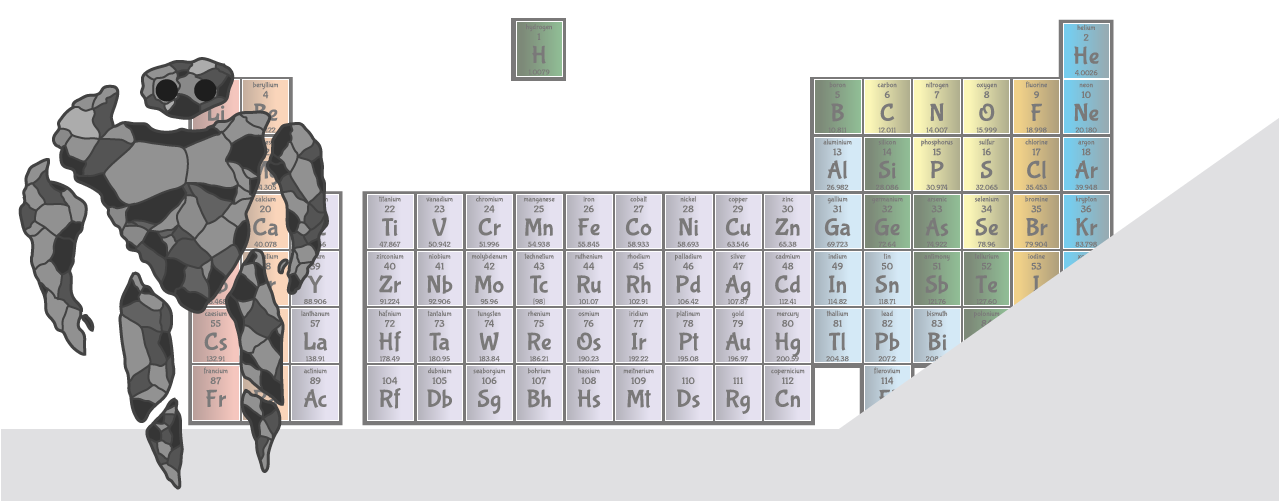 hydrogen helium
1 2
H He
1.0079 4.0026
beryllium boron carbon nitrogen oxygen fluorine neon
4 5 6 7 8 9 10
Li Be B C N O F Ne
10.811 12.011 14.007 15.999 18.998 20.180
aluminium silicon phosphorus sulfur chlorine argon
13 14 15 16 17 18
Al Si P S Cl Ar
26.982 28.086 30.974 32.065 35.453 39.948
calcium titanium vanadium chromium manganese iron cobalt nickel copper zinc gallium germanium arsenic selenium bromine krypton
20 22 23 24 25 26 27 28 29 30 31 32 33 34 35 36
Ca Ti V Cr Mn Fe Co Ni Cu Zn Ga Ge As Se Br Kr
40.078 47.867 50.942 51.996 54.938 55.845 58.933 58.693 63.546 65.38 69.723 72.64 74.922 78.96 79.904 83.798
zirconium niobium molybdenum technetium ruthenium rhodium palladium silver cadmium indium tin antimony tellurium iodine
40 41 42 43 44 45 46 47 48 49 50 51 52 53
Y Zr Nb Mo Tc Ru Rh Pd Ag Cd In Sn Sb Te
88.906 91.224 92.906 95.96 [98] 101.07 102.91 106.42 107.87 112.41 114.82 118.71 121.76 127.60
caesium lanthanum hafnium tantalum tungsten rhenium osmium iridium platinum gold mercury thallium lead bismuth
55 57 72 73 74 75 76 77 78 79 80 81 82 83 84
Cs La Hf Ta W Re Os Ir Pt Au Hg Tl Pb Bi
132.91 138.91 178.49 180.95 183.84 186.21 190.23 192.22 195.08 196.97 200.59 204.38 207.2
francium actinium dubnium seaborgium bohrium hassium meitnerium copernicium flerovium
87 89 104 105 106 107 108 109 110 111 112 114
Fr Ac Rf Db Sg Bh Hs Mt Ds Rg Cn